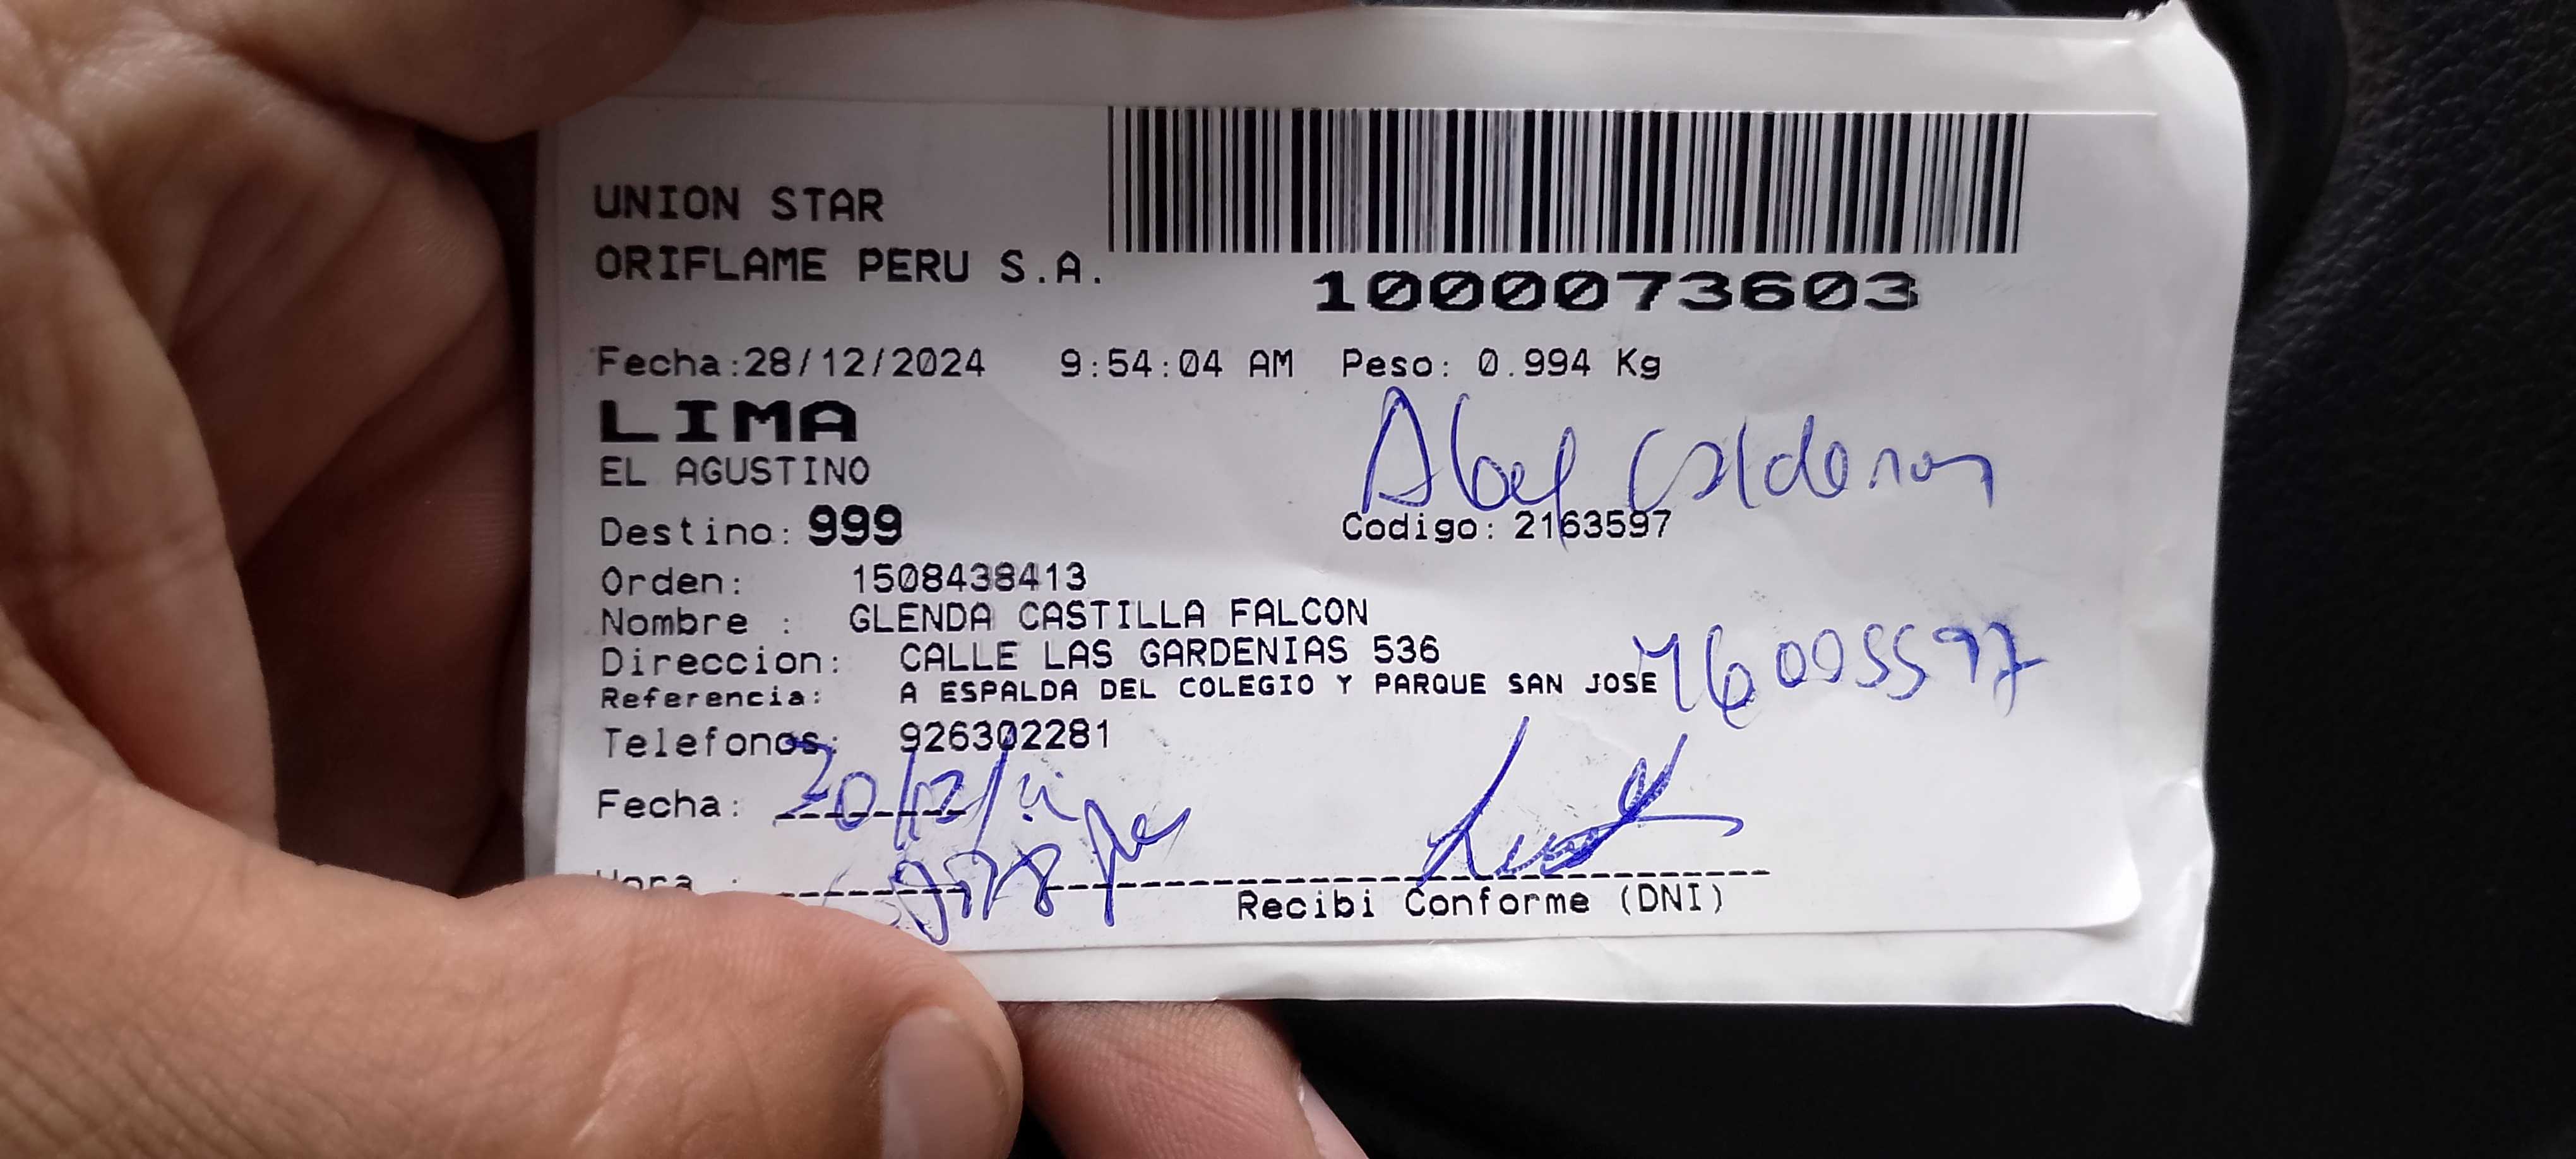 UNION STAR
ORIFLAME PERU S.A.
1000073603
Fecha:28/12/2024 9:54:04 AM Peso: 0.994 Kg
LIMA
EL AGUSTINO
Abel Calderon
Destino: 999
Codigo: 2163597
Orden: 1508438413
Nombre : GLENDA CASTILLA FALCON
Direccion: CALLE LAS GARDENIAS 536
Referencia: A ESPALDA DEL COLEGIO Y PARQUE SAN JOSE
Telefonos: 926302281
Fecha:
Hora :
Recibi Conforme (DNI)